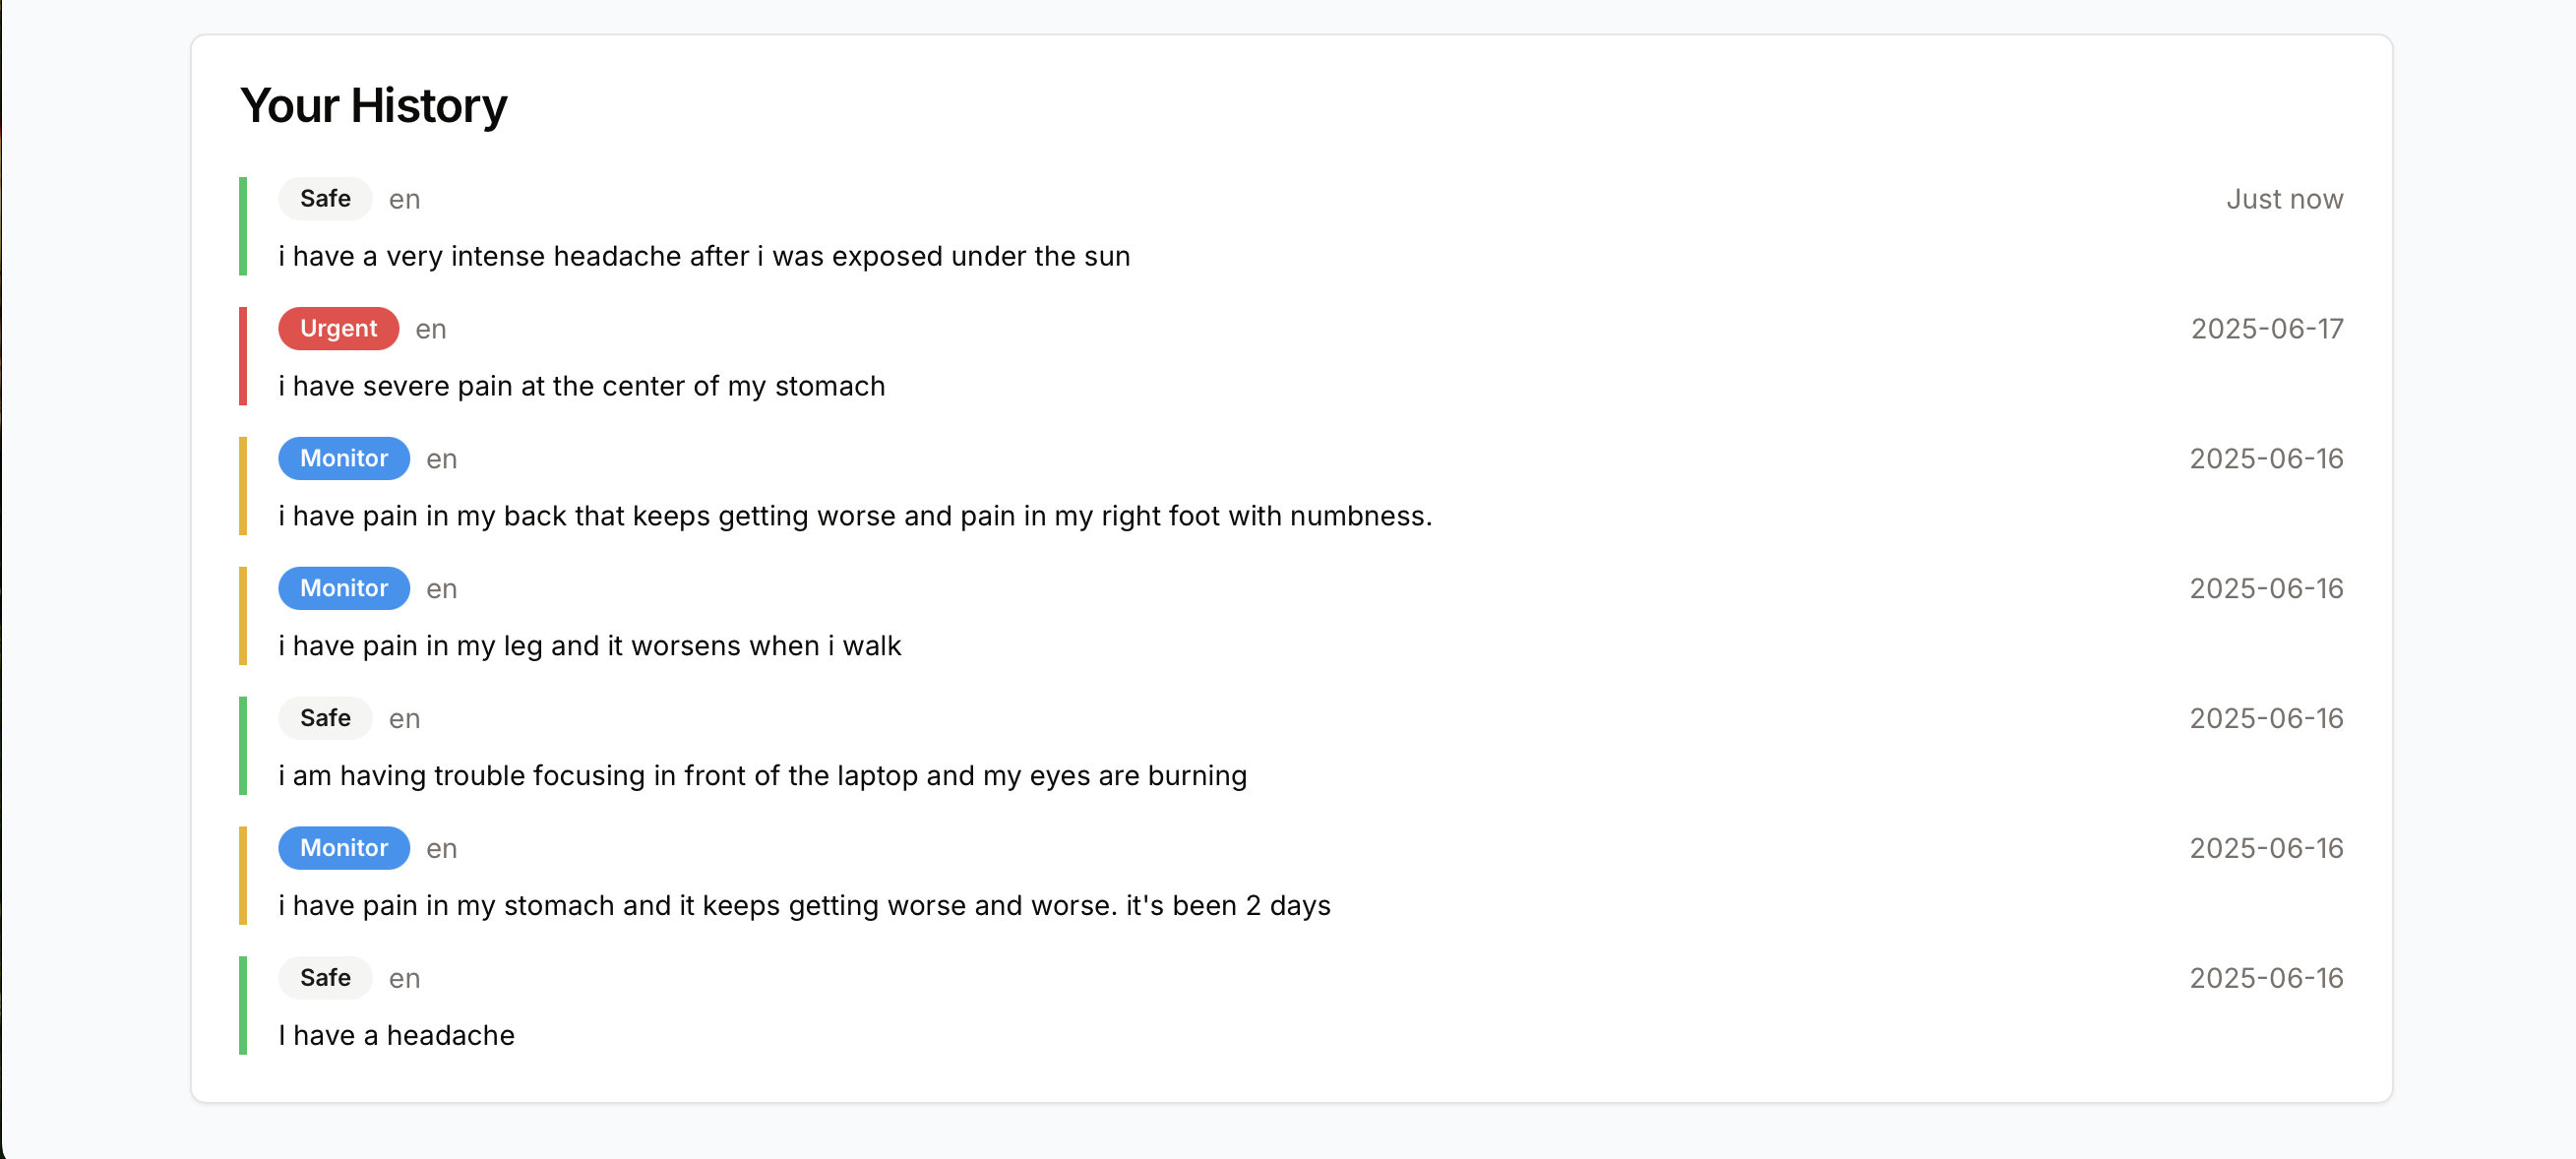 Your History
Safe en Just now
i have a very intense headache after i was exposed under the sun
Urgent en 2025-06-17
i have severe pain at the center of my stomach
Monitor en 2025-06-16
i have pain in my back that keeps getting worse and pain in my right foot with numbness.
Monitor en 2025-06-16
i have pain in my leg and it worsens when i walk
Safe en 2025-06-16
i am having trouble focusing in front of the laptop and my eyes are burning
Monitor en 2025-06-16
i have pain in my stomach and it keeps getting worse and worse. it's been 2 days
Safe en 2025-06-16
I have a headache